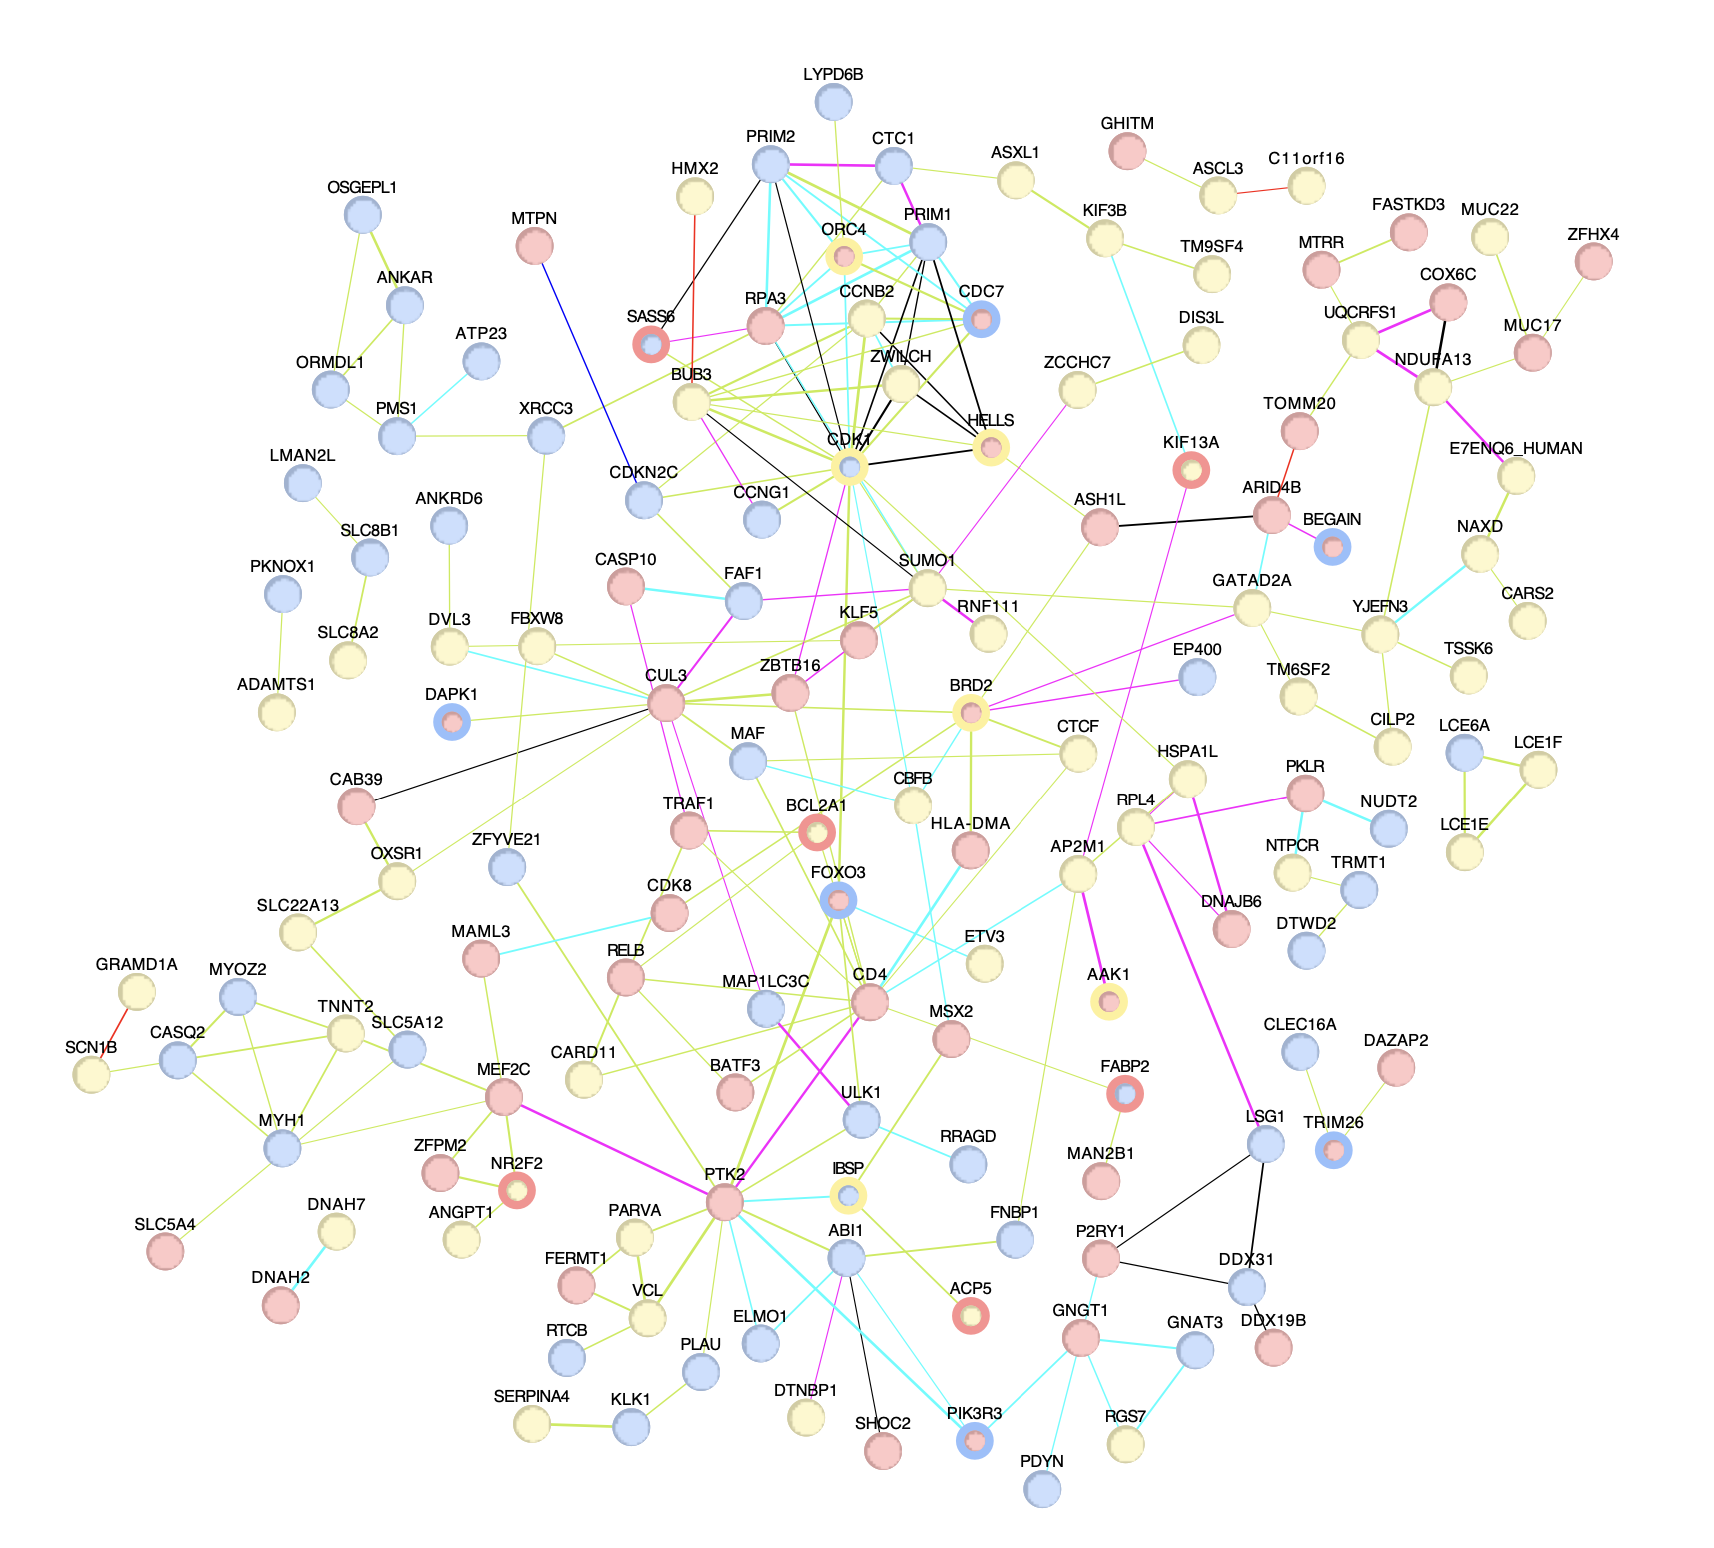 LYPD6B
GHITM
PRIM2
CTC1
ASXL1
C11orf16
HMX2
ASCL3
OSGEPL1
FASTKD3
MUC22
MTPN
PRIM1
KIF3B
ORC4
ZFHX4
MTRR
TM9SF4
COX6C
ANKAR
CCNB2
CDC7
RPA3
SASS6
DIS3L
UQCRFS1
MUC17
ATP23
ZWILCH
NDUFA13
ORMDL1
ZCCHC7
BUB3
PMS1
XRCC3
TOMM20
HELLS
CDK1
KIF13A
E7ENQ6_HUMAN
LMAN2L
CDKN2C
CCNG1
ARID4B
ANKRD6
ASH1L
BEGAIN
NAXD
SLC8B1
CASP10
FAF1
SUMO1
PKNOX1
GATAD2A
CARS2
RNF111
YJEFN3
KLF5
DVL3
FBXW8
SLC8A2
EP400
TSSK6
ZBTB16
CUL3
TM6SF2
ADAMTS1
BRD2
DAPK1
CILP2
LCE6A
MAF
CTCF
LCE1F
HSPA1L
PKLR
CAB39
CBFB
TRAF1
BCL2A1
RPL4
NUDT2
HLA-DMA
LCE1E
ZFYVE21
AP2M1
NTPCR
OXSR1
TRMT1
FOXO3
CDK8
SLC22A13
DNAJB6
DTWD2
MAML3
ETV3
RELB
GRAMD1A
MYOZ2
CD4
AAK1
MAP1LC3C
TNNT2
MSX2
SLC5A12
CLEC16A
CASQ2
DAZAP2
SCN1B
CARD11
BATF3
FABP2
MEF2C
ULK1
LSG1
MYH1
TRIM26
RRAGD
ZFPM2
MAN2B1
NR2F2
IBSP
PTK2
DNAH7
PARVA
ANGPT1
FNBP1
SLC5A4
ABI1
P2RY1
FERMT1
DDX31
DNAH2
VCL
ACP5
ELMO1
GNGT1
GNAT3
DDX19B
RTCB
PLAU
DTNBP1
SERPINA4
KLK1
PIK3R3
RGS7
SHOC2
PDYN